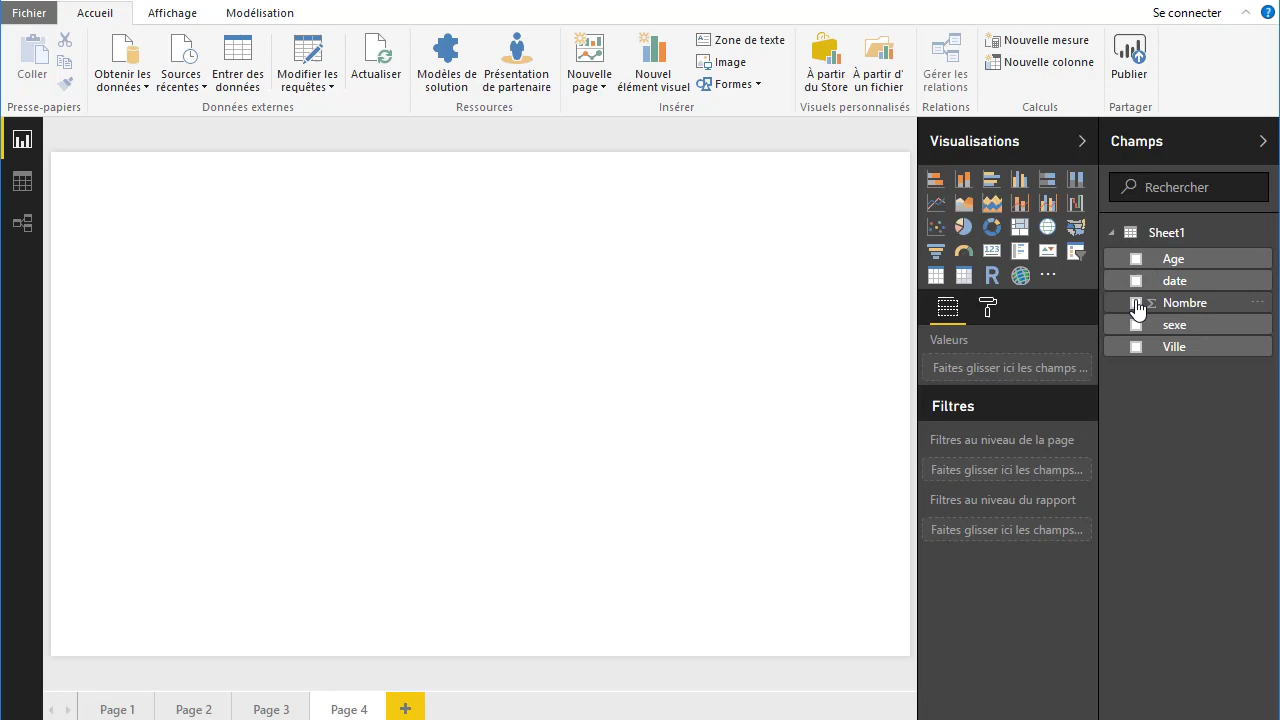 Fichier
Accueil
Affichage
Modélisation
Se connecter
Coller
Obtenir les
données
Sources
récentes
Entrer des
données
Modifier les
requêtes
Actualiser
Modèles de
solution
Présentation
de partenaire
Nouvelle
page
Nouvel
élément visuel
Zone de texte
Image
Formes
À partir
du Store
À partir d'
un fichier
Gérer les
relations
Nouvelle mesure
Nouvelle colonne
Publier
Presse-papiers
Données externes
Ressources
Insérer
Visuels personnalisés
Relations
Calculs
Partager
Visualisations
Champs
Rechercher
Sheet1
Age
date
Σ Nombre
sexe
Ville
123
R
Valeurs
Faites glisser ici les champs ...
Filtres
Filtres au niveau de la page
Faites glisser ici les champs...
Filtres au niveau du rapport
Faites glisser ici les champs...
Page 1
Page 2
Page 3
Page 4
+